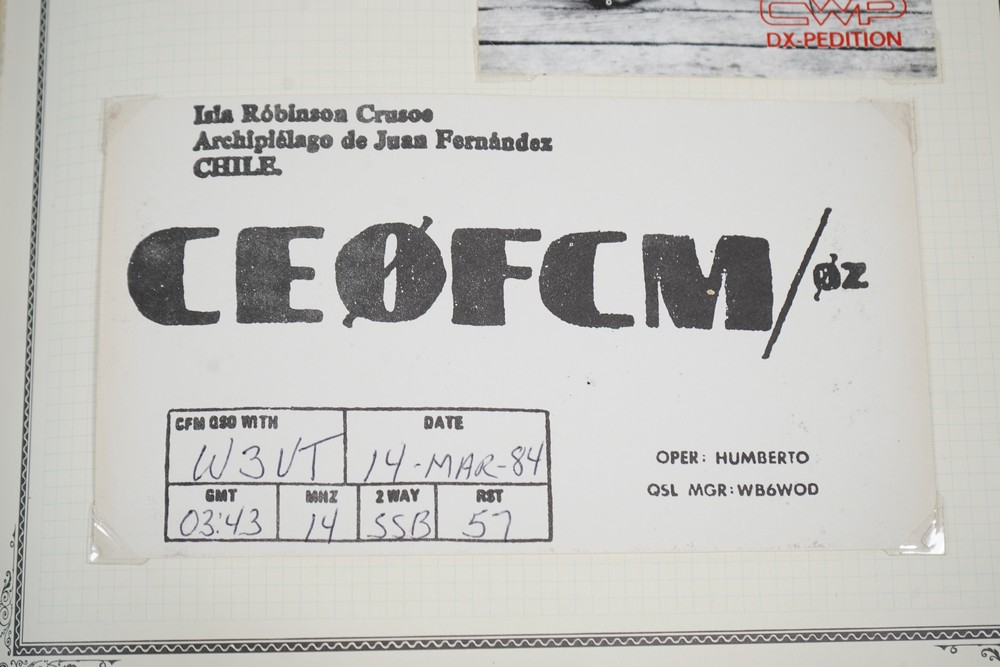 CWP
DX-PEDITION
Isla Róbinson Crusoe
Archipiélago de Juan Fernández
CHILE.
CEØFCM/ØZ
CFM QSO WITH DATE
W3VT 14-MAR-84
GMT MHZ 2 WAY RST
03:43 14 SSB 57
OPER: HUMBERTO
QSL MGR: WB6WOD